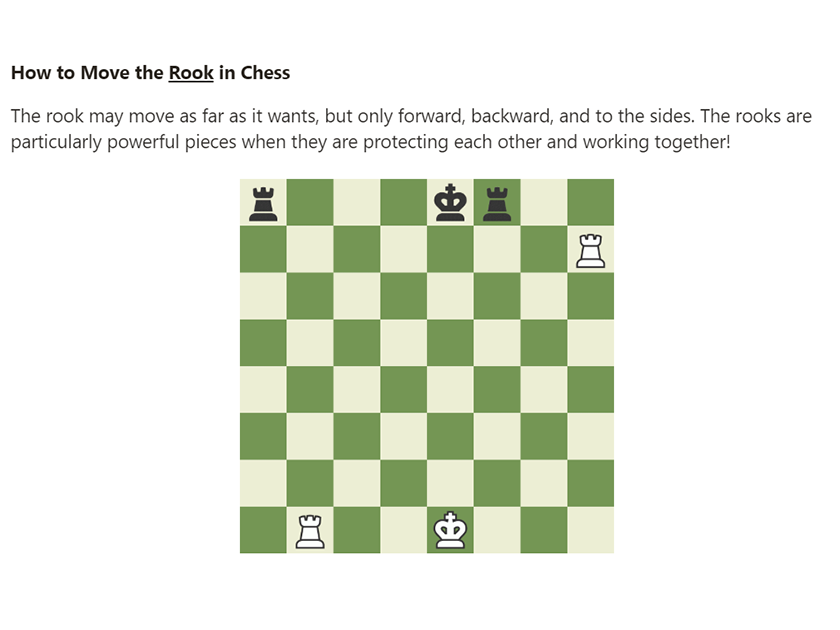 How to Move the Rook in Chess
The rook may move as far as it wants, but only forward, backward, and to the sides. The rooks are
particularly powerful pieces when they are protecting each other and working together!